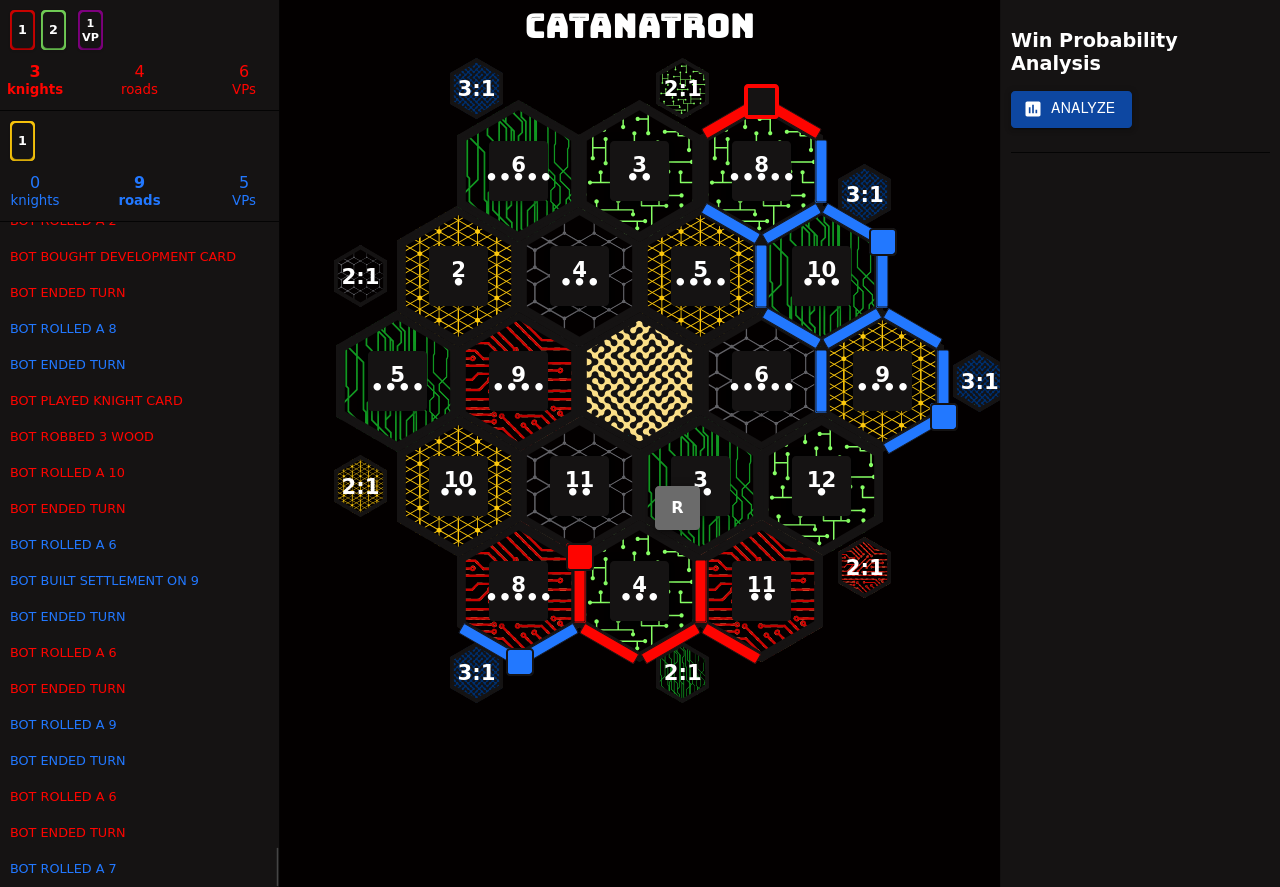 1 2 1 VP
3 4 6
knights roads VPs
1
0 9 5
knights roads VPs
BOT ROLLED A 2
BOT BOUGHT DEVELOPMENT CARD
BOT ENDED TURN
BOT ROLLED A 8
BOT ENDED TURN
BOT PLAYED KNIGHT CARD
BOT ROBBED 3 WOOD
BOT ROLLED A 10
BOT ENDED TURN
BOT ROLLED A 6
BOT BUILT SETTLEMENT ON 9
BOT ENDED TURN
BOT ROLLED A 6
BOT ENDED TURN
BOT ROLLED A 9
BOT ENDED TURN
BOT ROLLED A 6
BOT ENDED TURN
BOT ROLLED A 7
CATANATRON
3:1 2:1
6 3 8
3:1
2:1 2 4 5 10
5 9 6 9 3:1
2:1 10 11 3 12
R
8 4 11 2:1
3:1 2:1
Win Probability
Analysis
ANALYZE